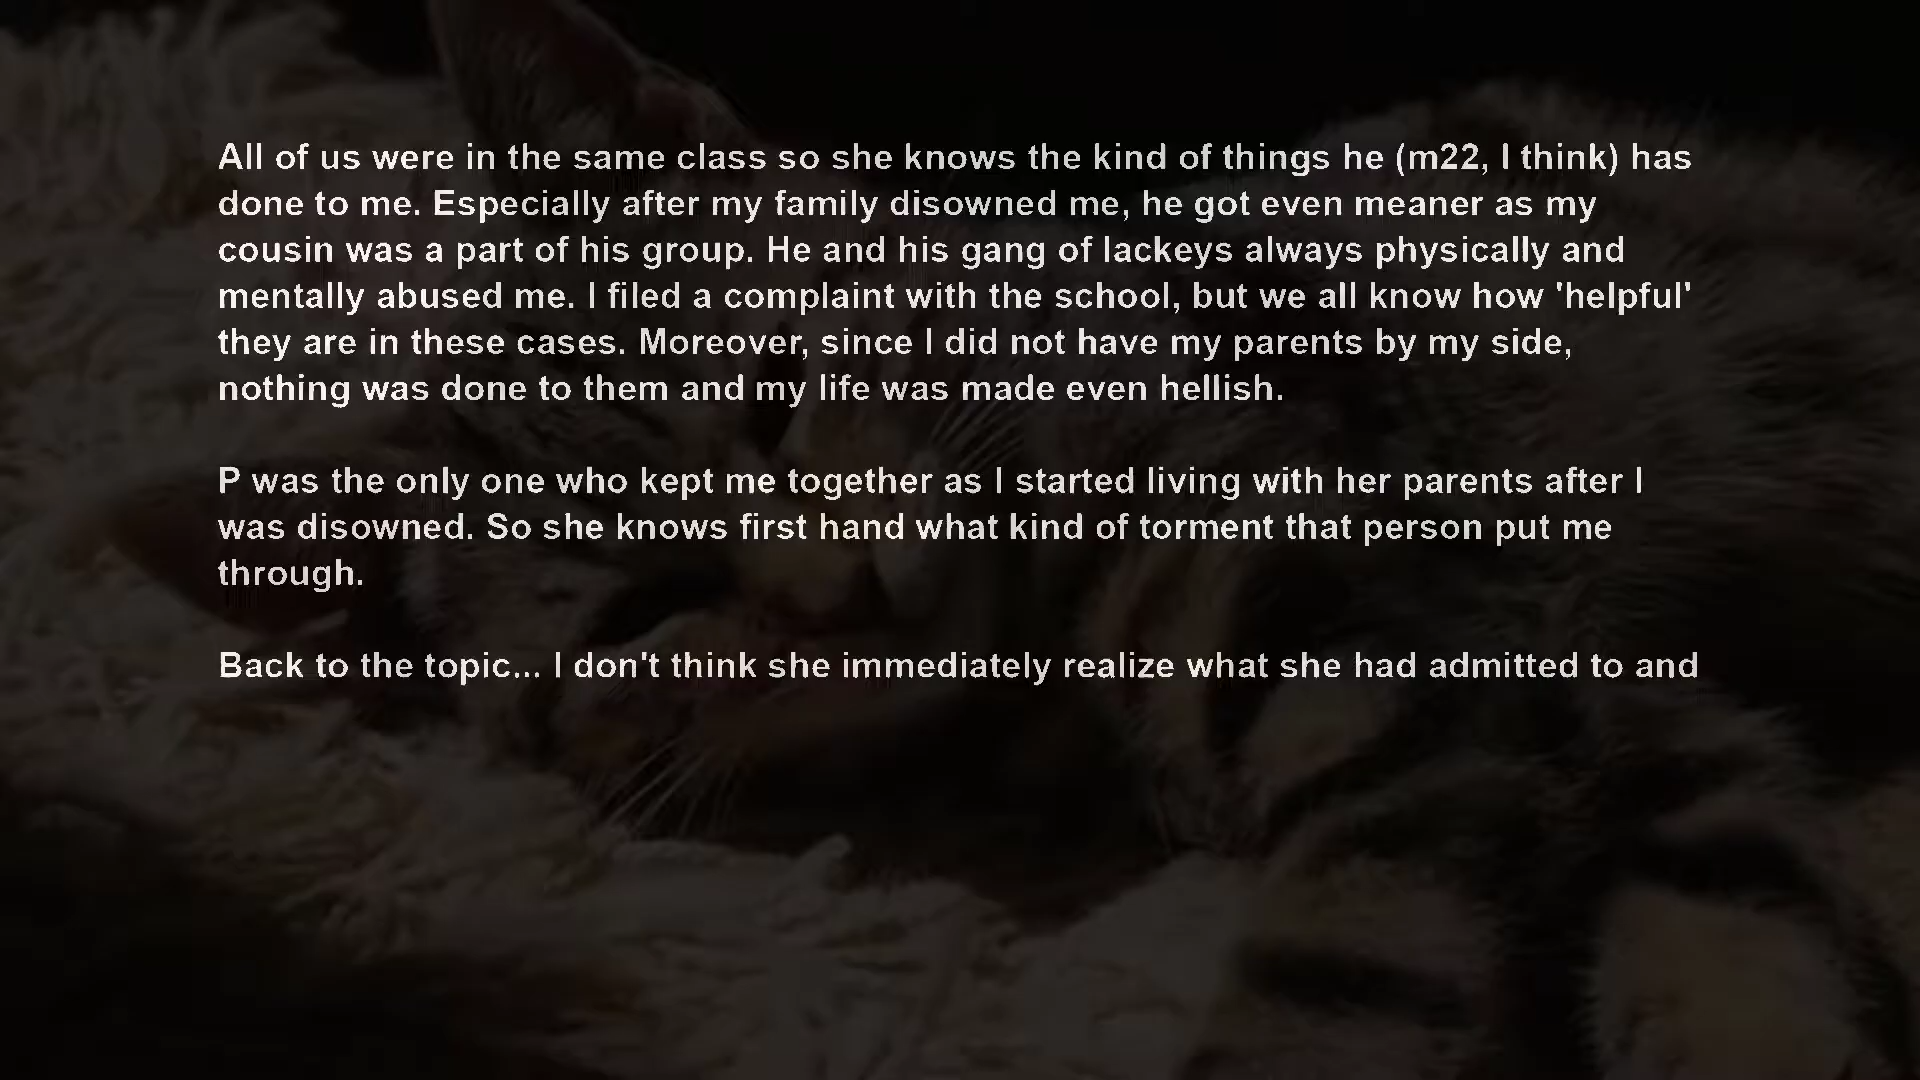 All of us were in the same class so she knows the kind of things he (m22, I think) has
done to me. Especially after my family disowned me, he got even meaner as my
cousin was a part of his group. He and his gang of lackeys always physically and
mentally abused me. I filed a complaint with the school, but we all know how 'helpful'
they are in these cases. Moreover, since I did not have my parents by my side,
nothing was done to them and my life was made even hellish.
P was the only one who kept me together as I started living with her parents after I
was disowned. So she knows first hand what kind of torment that person put me
through.
Back to the topic... I don't think she immediately realize what she had admitted to and